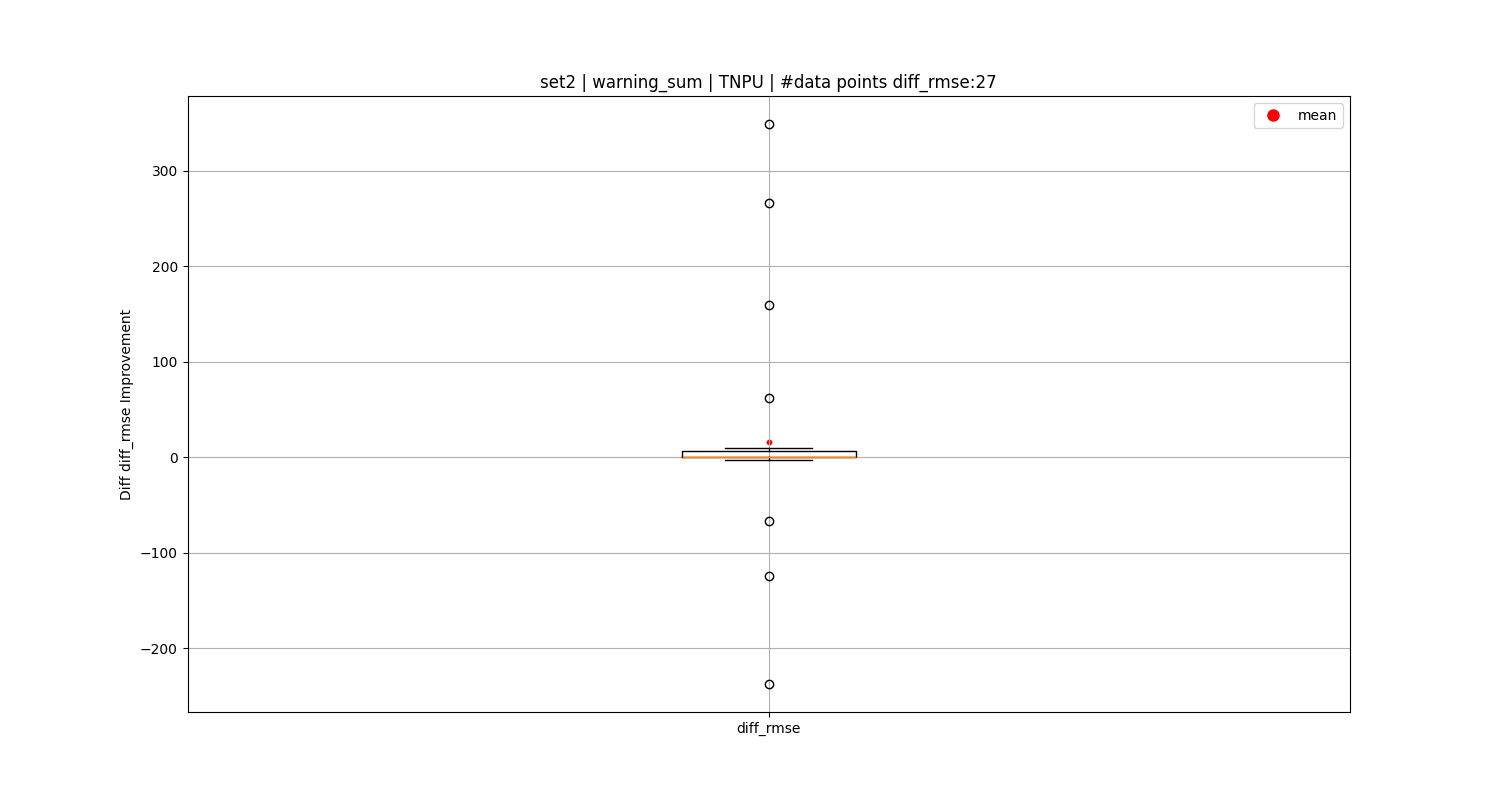 set2 | warning_sum | TNPU | #data points diff_rmse:27
mean
300
200
100
0
−100
−200
Diff diff_rmse Improvement
diff_rmse